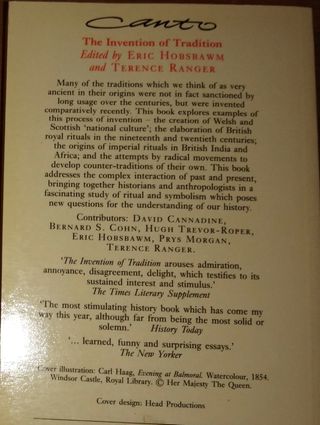 Canto
The Invention of Tradition
Edited by ERIC HOBSBAWM
and TERENCE RANGER
Many of the traditions which we think of as very
ancient in their origins were not in fact sanctioned by
long usage over the centuries, but were invented
comparatively recently. This book explores examples of
this process of invention – the creation of Welsh and
Scottish 'national culture'; the elaboration of British
royal rituals in the nineteenth and twentieth centuries;
the origins of imperial rituals in British India and
Africa; and the attempts by radical movements to
develop counter-traditions of their own. This book
addresses the complex interaction of past and present,
bringing together historians and anthropologists in a
fascinating study of ritual and symbolism which poses
new questions for the understanding of our history.
Contributors: DAVID CANNADINE,
BERNARD S. COHN, HUGH TREVOR-ROPER,
ERIC HOBSBAWM, PRYS MORGAN,
TERENCE RANGER.
'The Invention of Tradition arouses admiration,
annoyance, disagreement, delight, which testifies to its
sustained interest and stimulus.'
The Times Literary Supplement
'The most stimulating history book which has come my
way this year, although far from being the most solid or
solemn.' History Today
'... learned, funny and surprising essays.'
The New Yorker
Cover illustration: Carl Haag, Evening at Balmoral. Watercolour, 1854.
Windsor Castle, Royal Library. © Her Majesty The Queen.
Cover design: Head Productions